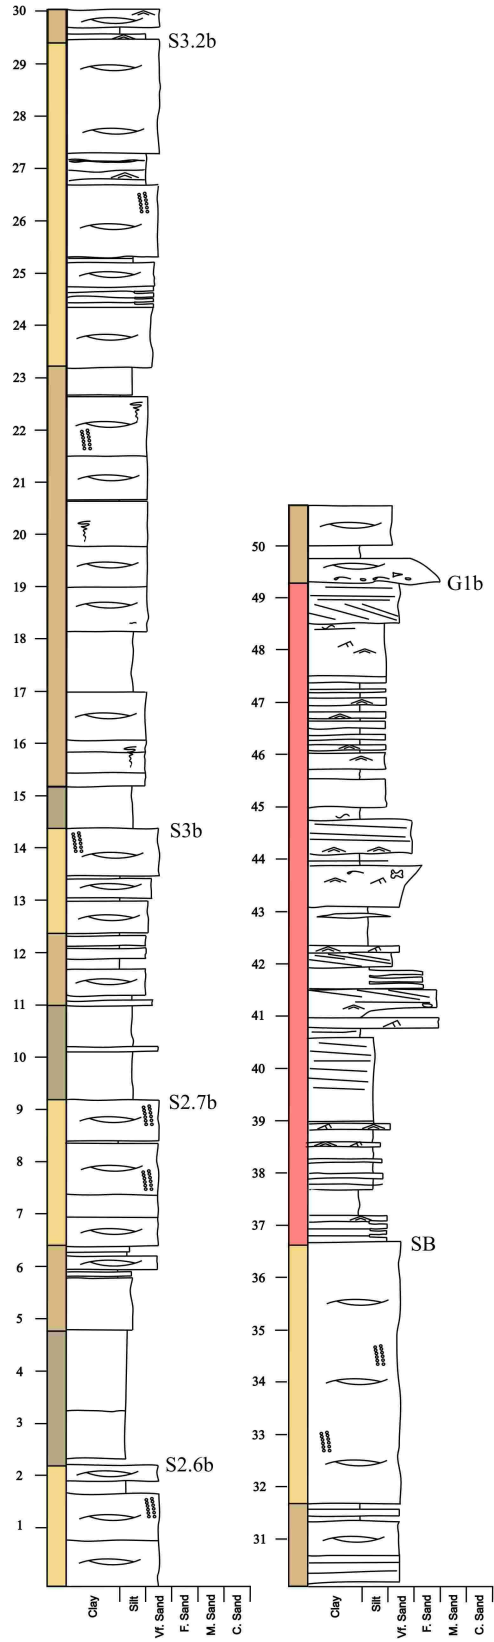 30
S3.2b
29
28
27
26
25
24
23
22
21
20
19
18
17
16
15
S3b
14
13
12
11
10
S2.7b
9
8
7
6
5
4
3
S2.6b
2
1
Clay
Silt
Vf. Sand
F. Sand
M. Sand
C. Sand
50
G1b
49
48
47
46
45
44
43
42
41
40
39
38
37
SB
36
35
34
33
32
31
Clay
Silt
Vf. Sand
F. Sand
M. Sand
C. Sand